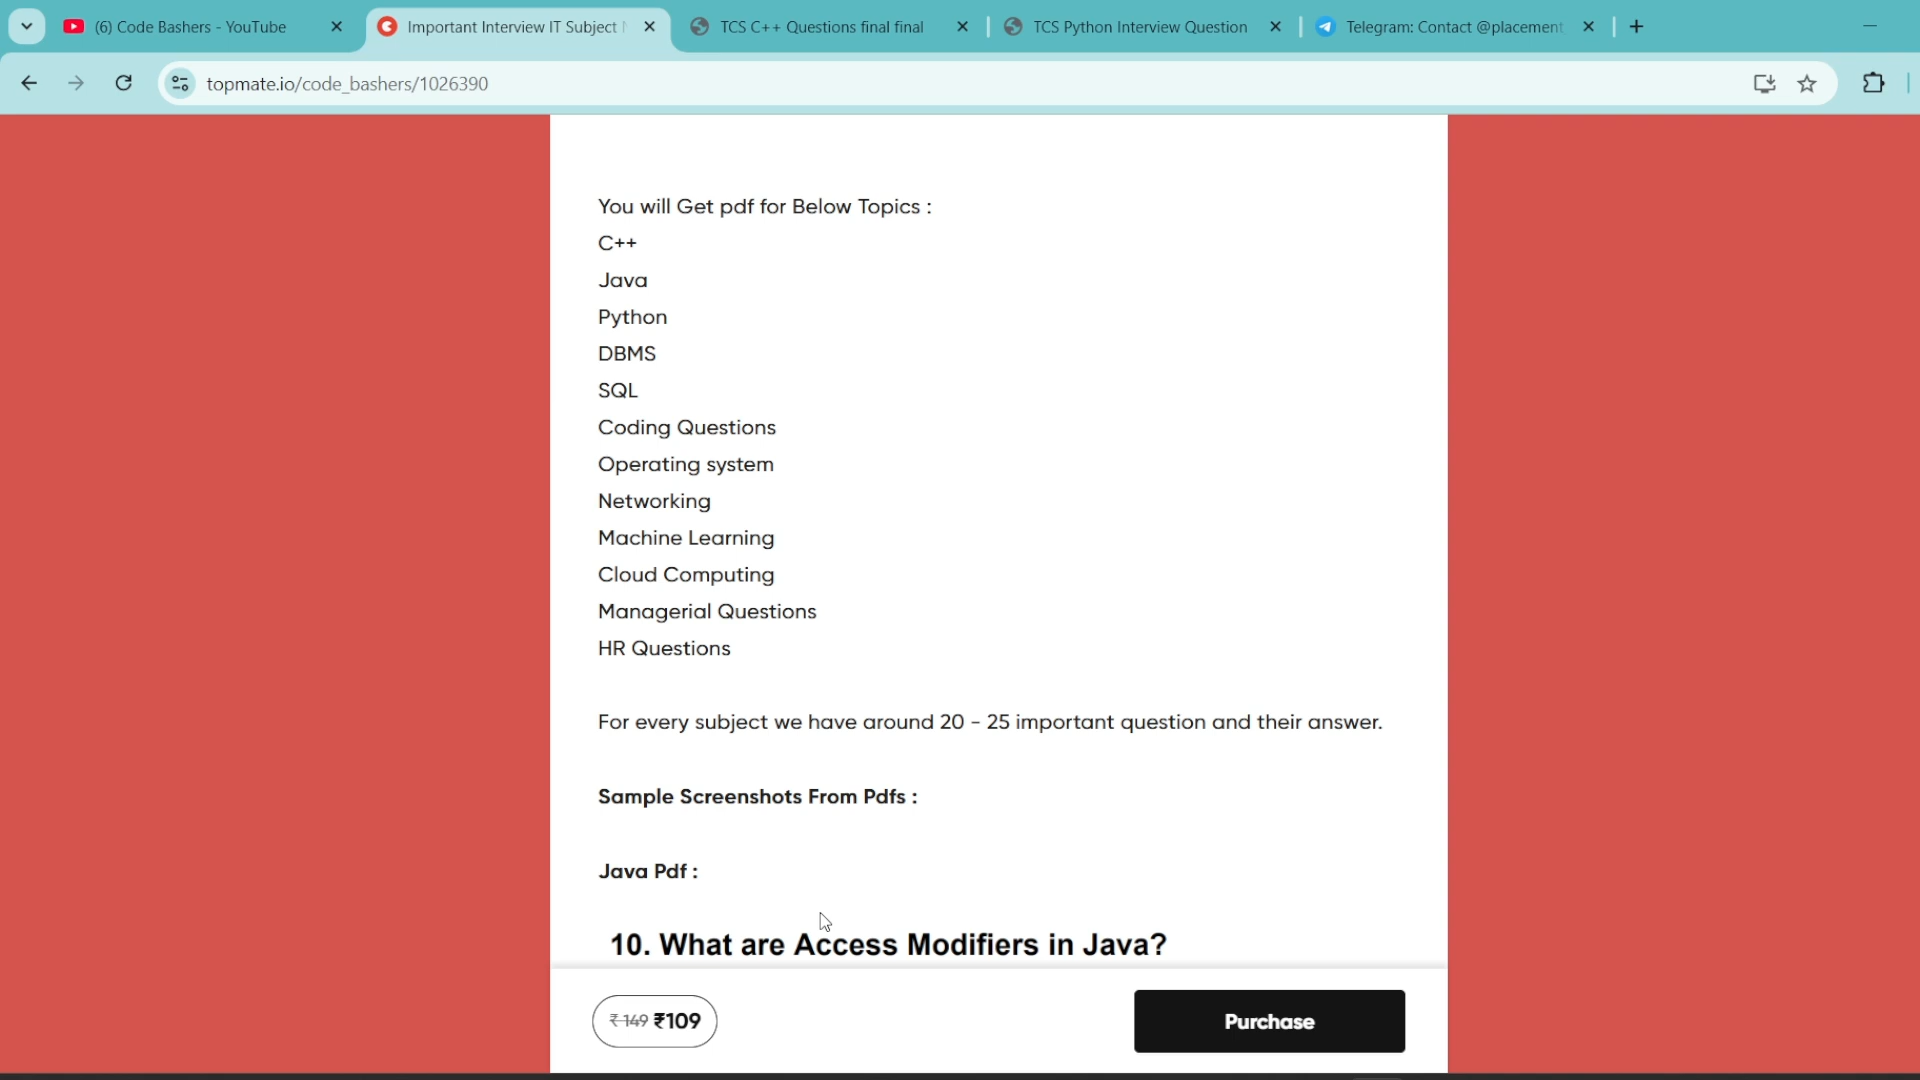 (6) Code Bashers - YouTube
Important Interview IT Subject
TCS C++ Questions final final
TCS Python Interview Question
Telegram: Contact @placement
topmate.io/code_bashers/1026390
You will Get pdf for Below Topics :
C++
Java
Python
DBMS
SQL
Coding Questions
Operating system
Networking
Machine Learning
Cloud Computing
Managerial Questions
HR Questions
For every subject we have around 20 - 25 important question and their answer.
Sample Screenshots From Pdfs :
Java Pdf :
10. What are Access Modifiers in Java?
₹149 ₹109
Purchase